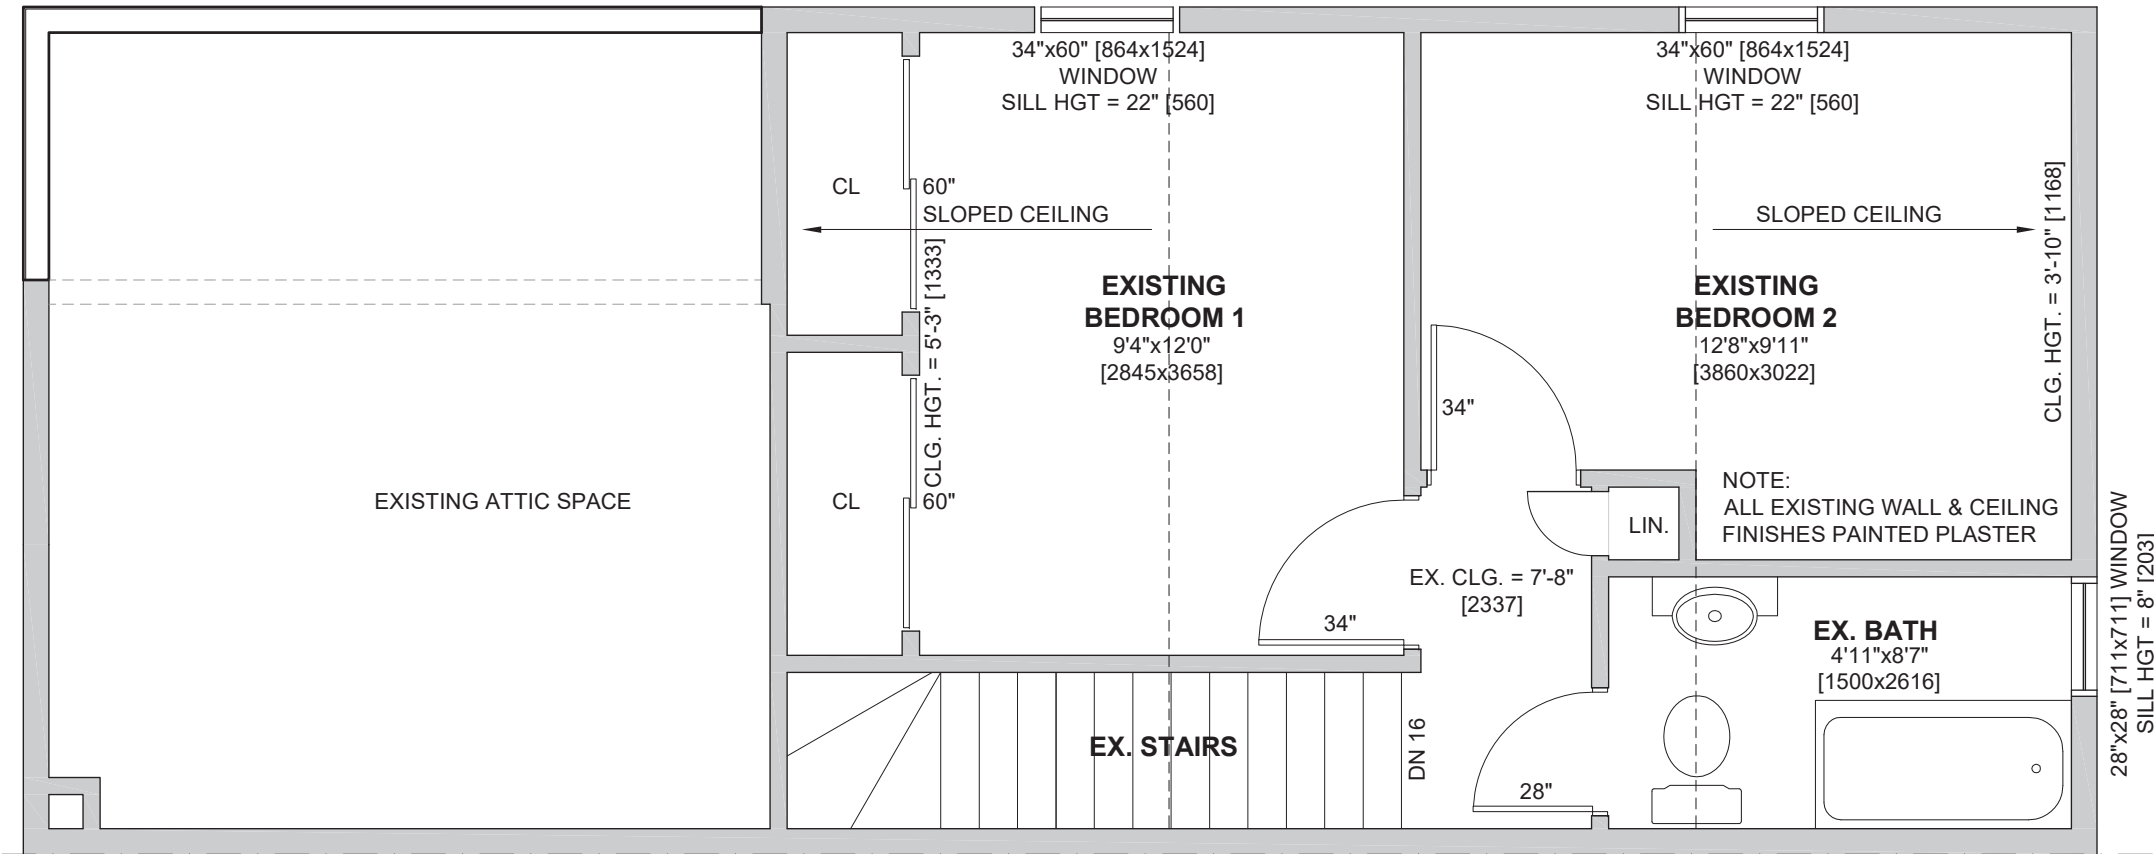 34"x60" [864x1524]
WINDOW
SILL HGT = 22" [560]
34"x60" [864x1524]
WINDOW
SILL HGT = 22" [560]
CL
60"
SLOPED CEILING
CLG. HGT. = 5'-3" [1333]
EXISTING
BEDROOM 1
9'4"x12'0"
[2845x3658]
SLOPED CEILING
CLG. HGT. = 3'-10" [1168]
EXISTING
BEDROOM 2
12'8"x9'11"
[3860x3022]
34"
EXISTING ATTIC SPACE
CL
60"
NOTE:
ALL EXISTING WALL & CEILING
FINISHES PAINTED PLASTER
LIN.
EX. CLG. = 7'-8"
[2337]
34"
EX. BATH
4'11"x8'7"
[1500x2616]
28"x28" [711x711] WINDOW
SILL HGT = 8" [203]
EX. STAIRS
DN 16
28"